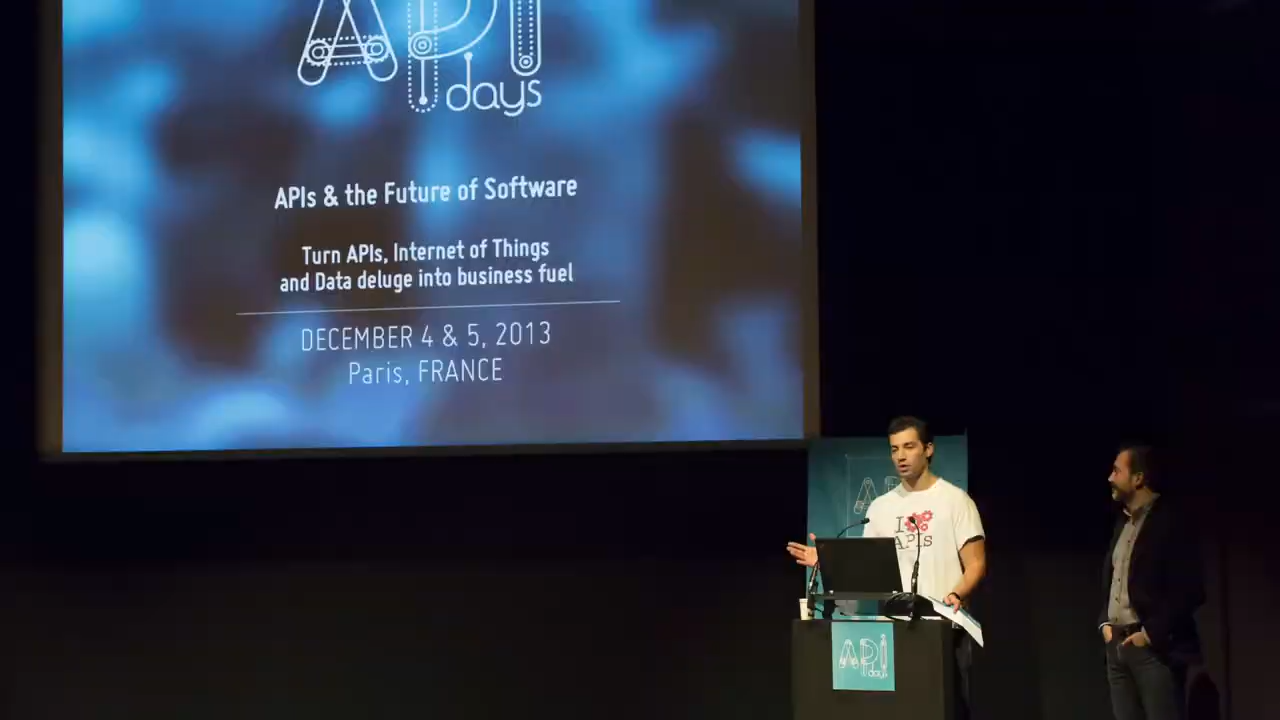 API
days
APIs & the Future of Software
Turn APIs, Internet of Things
and Data deluge into business fuel
DECEMBER 4 & 5, 2013
Paris, FRANCE
I
APIS
API
days